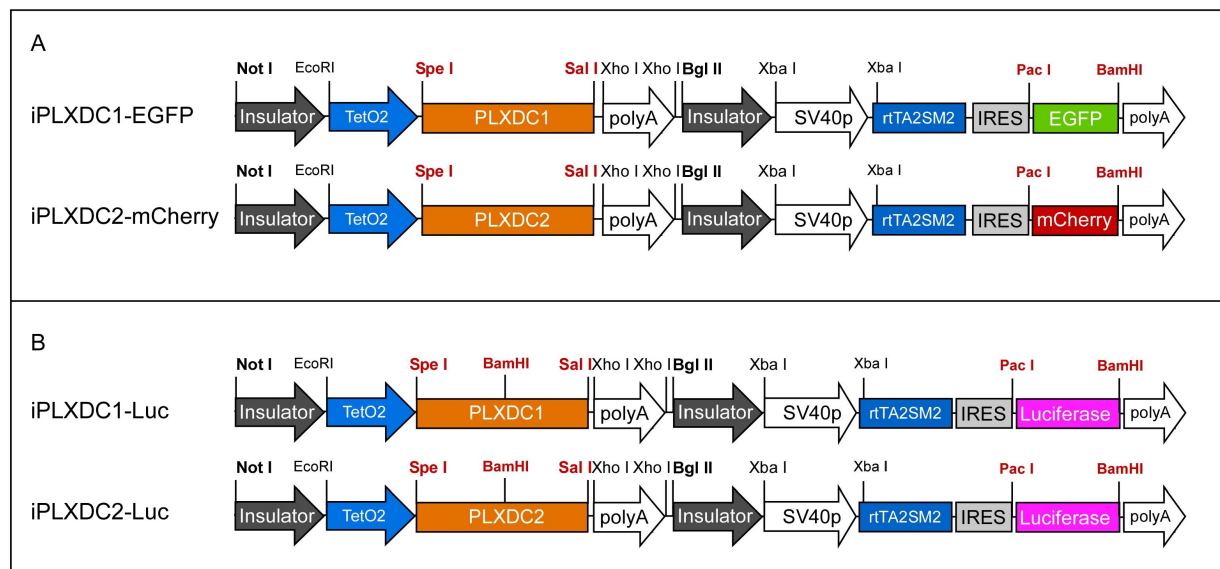 A
Not I EcoRI Spe I Sal I Xho I Xho I Bgl II Xba I Xba I Pac I BamHI
iPLXDC1-EGFP Insulator TetO2 PLXDC1 polyA Insulator SV40p rtTA2SM2 IRES EGFP polyA
Not I EcoRI Spe I Sal I Xho I Xho I Bgl II Xba I Xba I Pac I BamHI
iPLXDC2-mCherry Insulator TetO2 PLXDC2 polyA Insulator SV40p rtTA2SM2 IRES mCherry polyA
B
Not I EcoRI Spe I BamHI Sal I Xho I Xho I Bgl II Xba I Xba I Pac I BamHI
iPLXDC1-Luc Insulator TetO2 PLXDC1 polyA Insulator SV40p rtTA2SM2 IRES Luciferase polyA
Not I EcoRI Spe I BamHI Sal I Xho I Xho I Bgl II Xba I Xba I Pac I BamHI
iPLXDC2-Luc Insulator TetO2 PLXDC2 polyA Insulator SV40p rtTA2SM2 IRES Luciferase polyA